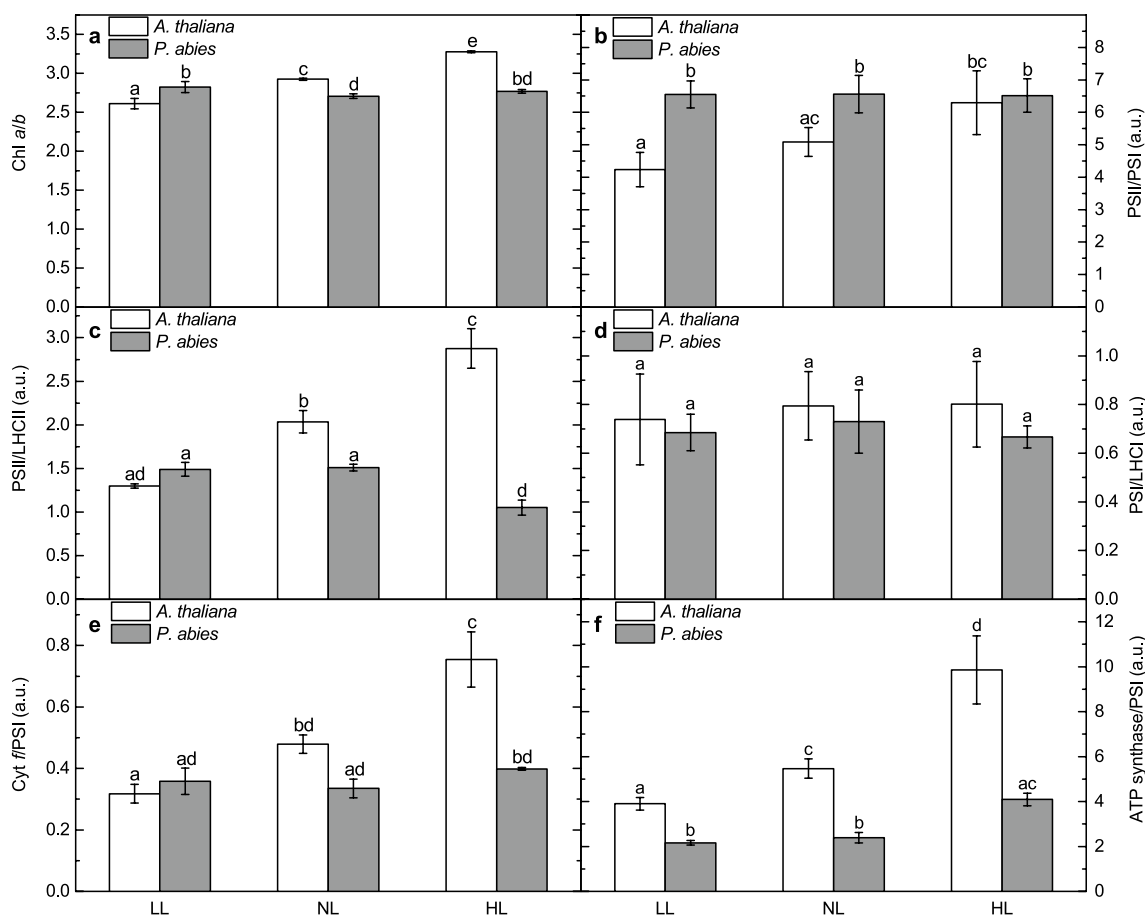 a
A. thaliana
P. abies
Chl a/b
3.5
3.0
2.5
2.0
1.5
1.0
0.5
0.0
a
b
c
d
e
bd
b
A. thaliana
P. abies
PSII/PSI (a.u.)
8
7
6
5
4
3
2
1
0
a
b
ac
b
bc
b
c
A. thaliana
P. abies
PSII/LHCII (a.u.)
3.0
2.5
2.0
1.5
1.0
0.5
0.0
ad
a
b
a
c
d
d
A. thaliana
P. abies
PSI/LHCI (a.u.)
1.0
0.8
0.6
0.4
0.2
0.0
a
a
a
a
a
a
e
A. thaliana
P. abies
Cyt f/PSI (a.u.)
0.8
0.6
0.4
0.2
0.0
a
ad
bd
ad
c
bd
LL NL HL
f
A. thaliana
P. abies
ATP synthase/PSI (a.u.)
12
10
8
6
4
2
0
a
b
c
b
d
ac
LL NL HL